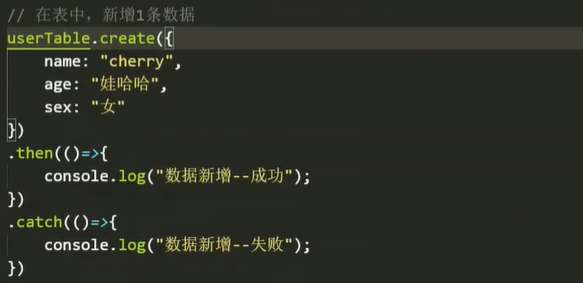 // 在表中，新增1条数据
userTable.create({
    name: "cherry",
    age: "娃哈哈",
    sex: "女"
})
.then(()=>{
    console.log("数据新增--成功");
})
.catch(()=>{
    console.log("数据新增--失败");
})